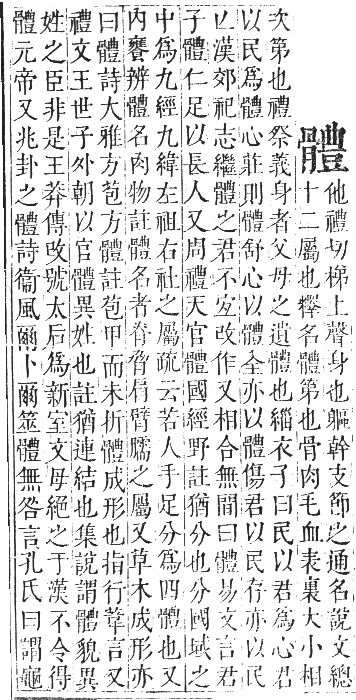 體
他禮切梯上聲身也軀幹支節之通名說文總
十二屬也釋名體第也骨肉毛血表裏大小相
次第也禮祭義身者父母之遺體也緇衣子曰民以君為心君
以民爲體心莊則體舒心以體全亦以體傷君以民存亦以民
亾漢郊祀志繼體之君不宐改作又相合無間曰體易文言君
子體仁足以長人又周禮天官體國經野註猶分也分國域之
中為九經九緯左祖右社之屬疏云若人手足分爲四體也又
內饔辨體名肉物註體名者脊脅肩臂臑之屬又草木成形亦
曰體詩大雅方苞方體註苞甲而未折體成形也指行葦言又
禮文王世子外朝以官體異姓也註猶連結也集說謂體貌異
姓之臣非是王莽傳改號太后爲新室文母絕之于漢不令得
體元帝又兆卦之體詩衞風爾卜爾筮體無咎言孔氏曰謂龜